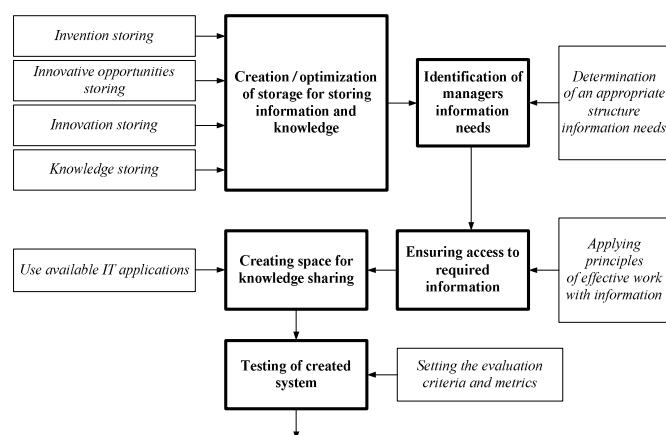 Invention storing
Innovative opportunities
storing
Innovation storing
Knowledge storing
Creation / optimization
of storage for storing
information and
knowledge
Identification of
managers
information
needs
Determination
of an appropriate
structure
information needs
Use available IT applications
Creating space for
knowledge sharing
Ensuring access to
required
information
Applying
principles
of effective work
with information
Testing of created
system
Setting the evaluation
criteria and metrics